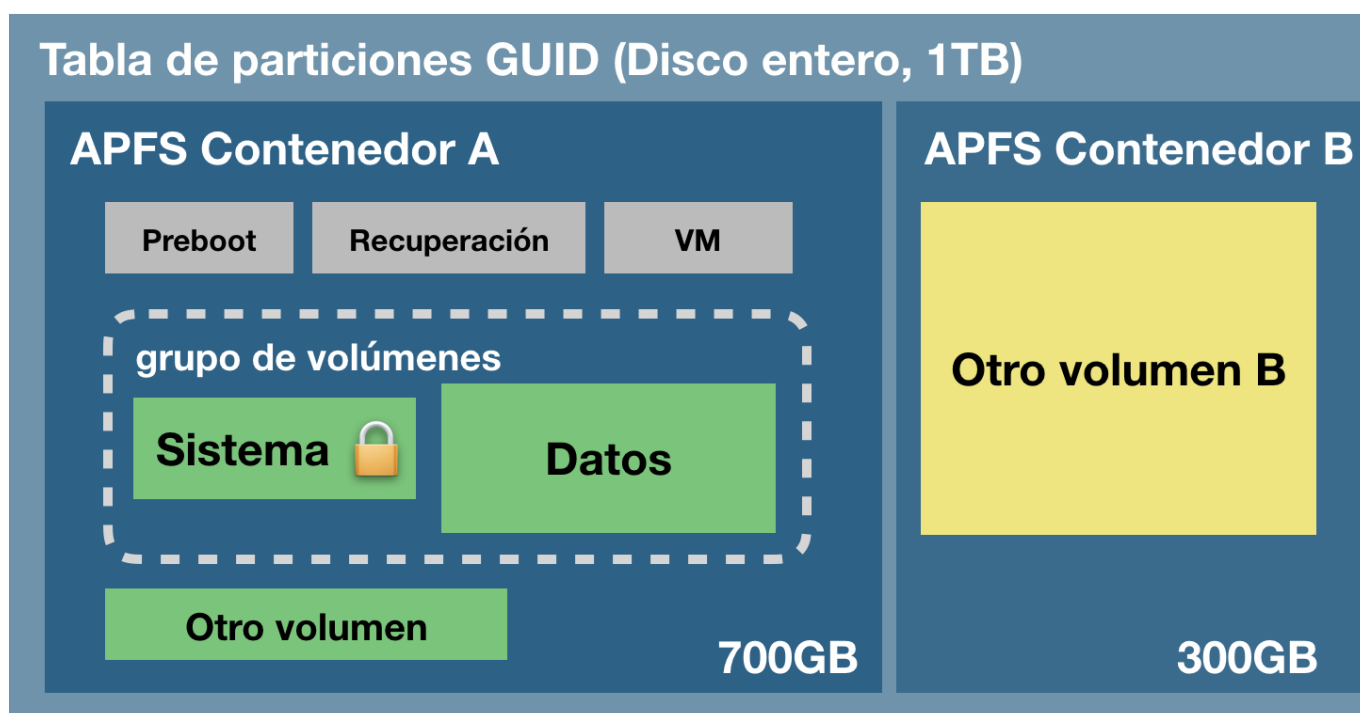 Tabla de particiones GUID (Disco entero, 1TB)
APFS Contenedor A
Preboot
Recuperación
VM
grupo de volúmenes
Sistema
Datos
Otro volumen
700GB
APFS Contenedor B
Otro volumen B
300GB